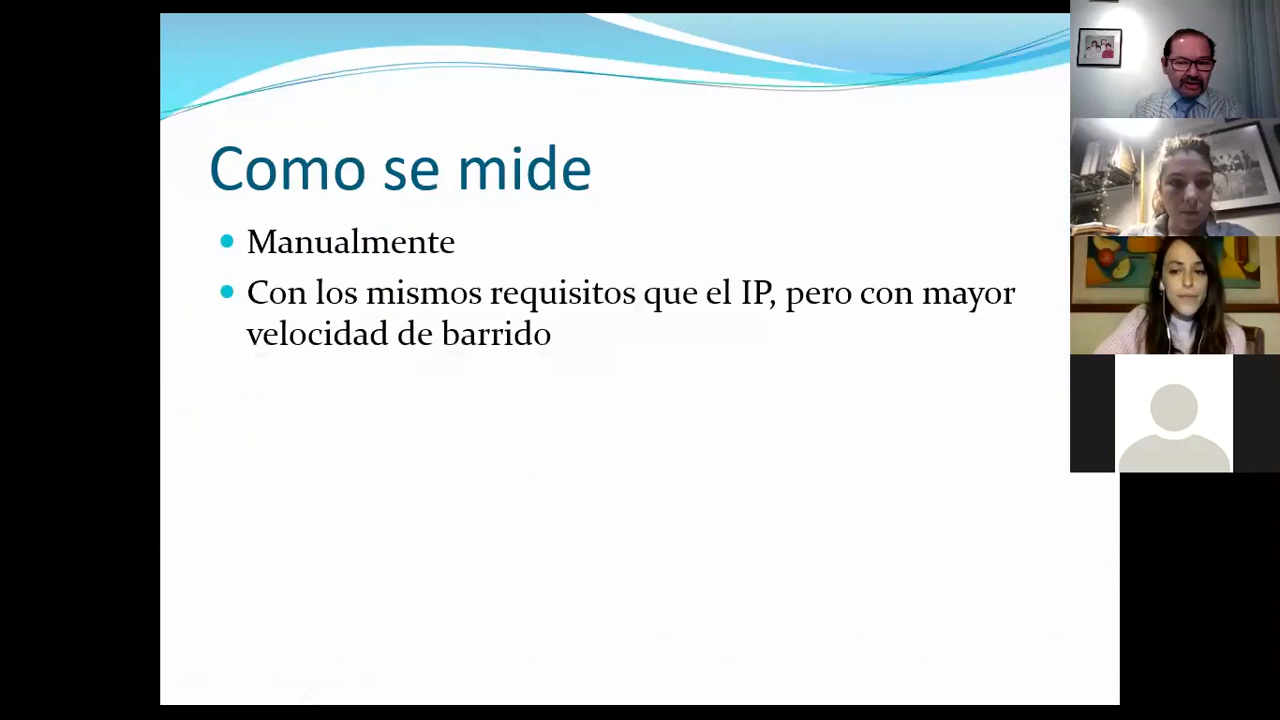 Como se mide
Manualmente
Con los mismos requisitos que el IP, pero con mayor
velocidad de barrido